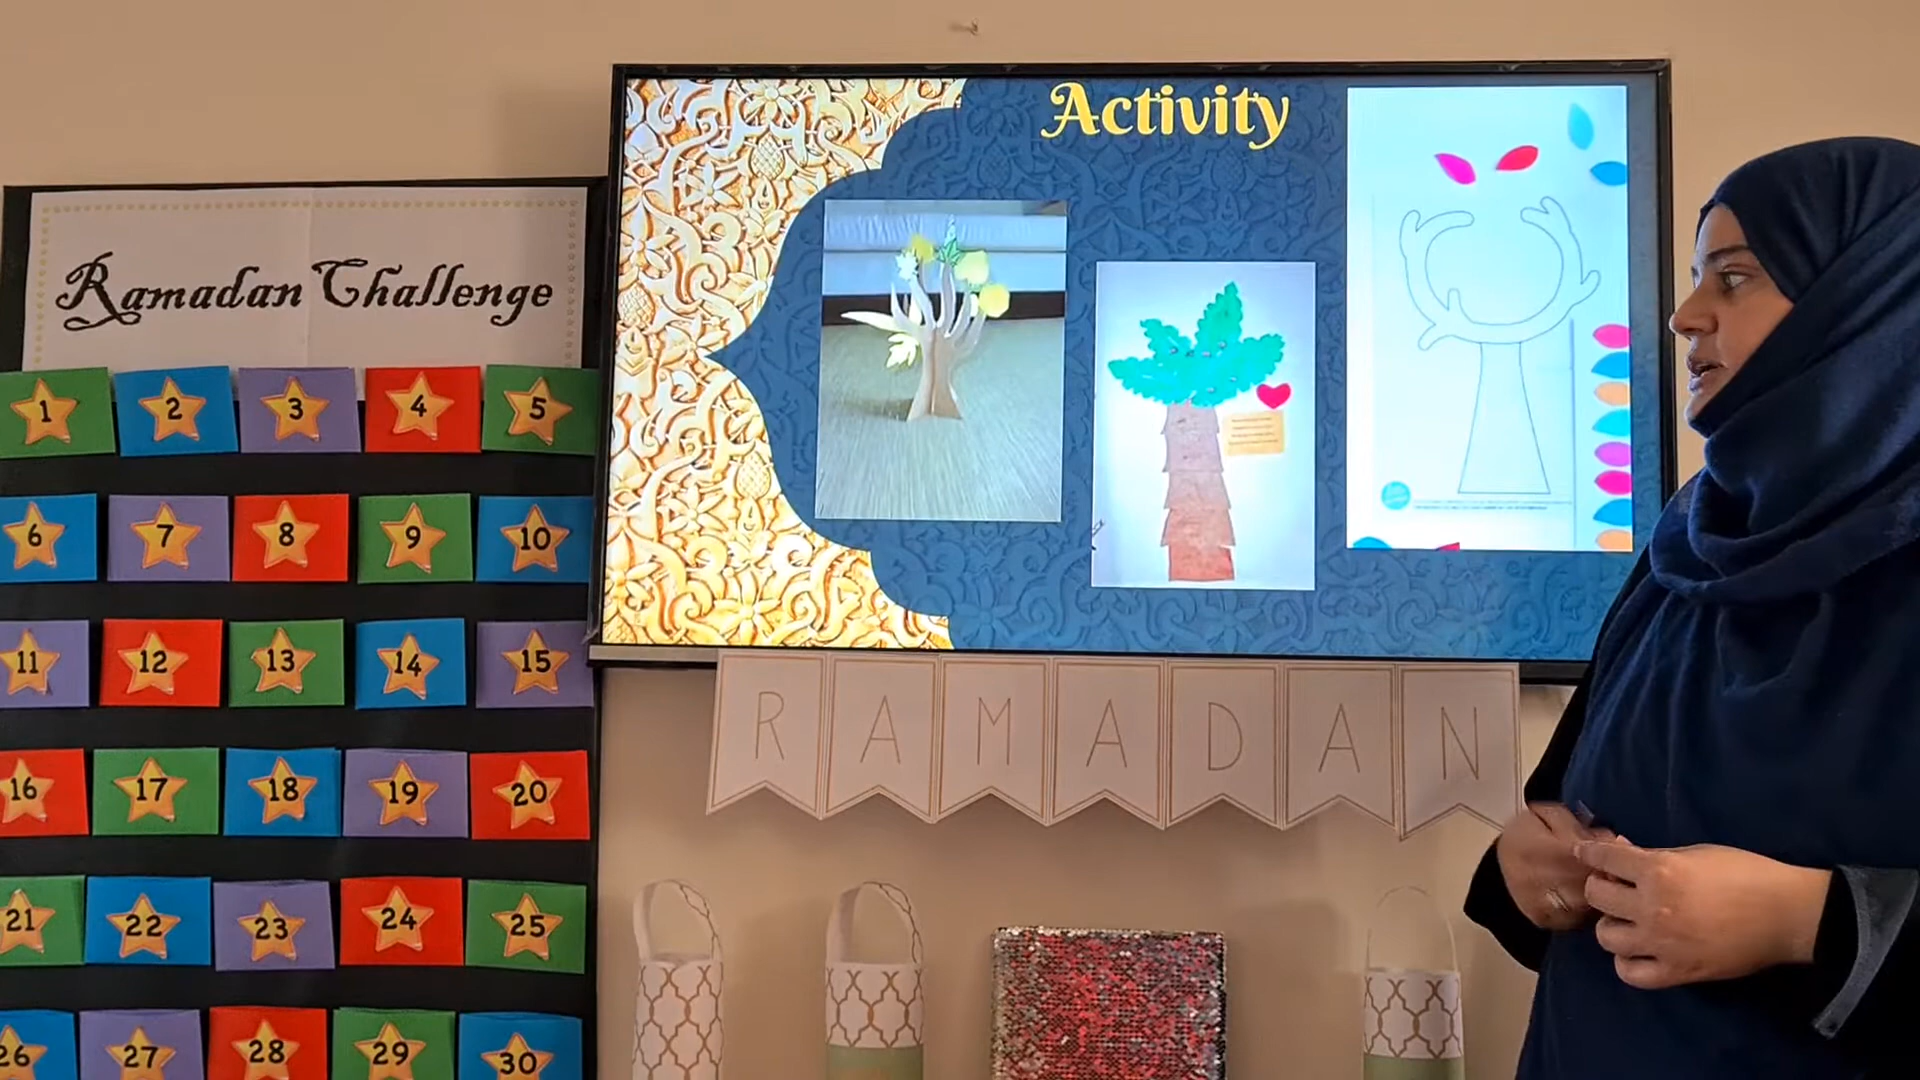 Activity
Ramadan Challenge
1 2 3 4 5
6 7 8 9 10
11 12 13 14 15
16 17 18 19 20
21 22 23 24 25
26 27 28 29 30
RAMADAN